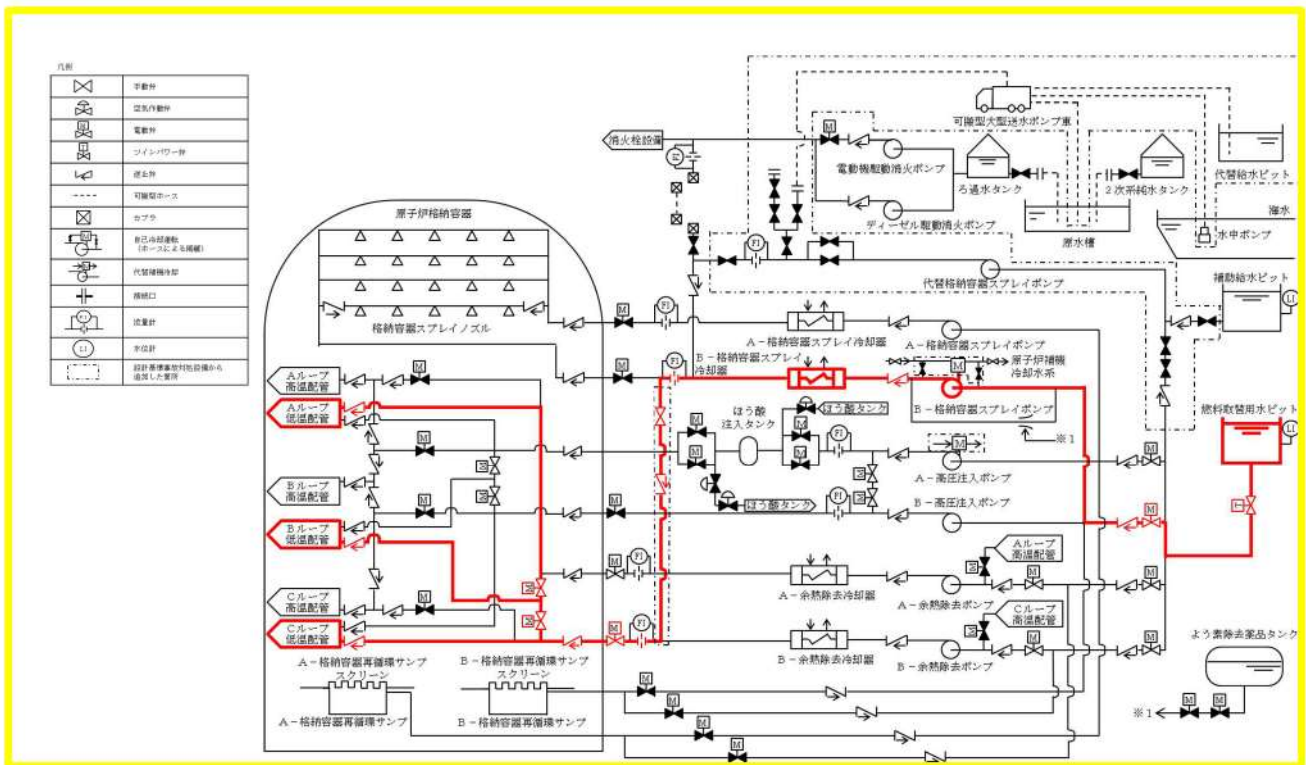 凡例
手動弁
空気作動弁
電動弁
ツインパワー弁
逆止弁
可搬型ホース
カプラ
自己冷却運転
(ホースによる掲載)
代替補機冷却
接続口
FI
流量計
LI
水位計
設計基準事故対処設備から
追加した箇所
消火栓設備
FI
可搬型大型送水ポンプ車
M
電動機駆動消火ポンプ
ろ過水タンク
2次系純水タンク
代替給水ピット
ディーゼル駆動消火ポンプ
原水槽
海水
水中ポンプ
FI
代替格納容器スプレイポンプ
補助給水ピット
LI
原子炉格納容器
格納容器スプレイノズル
M
FI
A-格納容器スプレイ冷却器
A-格納容器スプレイポンプ
B-格納容器スプレイ
冷却器
FI
M
原子炉補機
冷却水系
B-格納容器スプレイポンプ
※1
燃料取替用水ピット
LI
T
Aループ
高温配管
M
Aループ
低温配管
ほう酸
注入タンク
ほう酸タンク
M
M
M
M
FI
M
A-高圧注入ポンプ
M
Bループ
高温配管
M
M
M
M
M
ほう酸タンク
FI
M
B-高圧注入ポンプ
M
Bループ
低温配管
M
M
Aループ
高温配管
M
M
M
M
FI
A-余熱除去冷却器
A-余熱除去ポンプ
Cループ
高温配管
M
M
Cループ
高温配管
M
M
M
M
Cループ
低温配管
M
FI
B-余熱除去冷却器
B-余熱除去ポンプ
よう素除去薬品タンク
A-格納容器再循環サンプ
スクリーン
B-格納容器再循環サンプ
スクリーン
M
M
A-格納容器再循環サンプ
B-格納容器再循環サンプ
M
M
※1
M
M